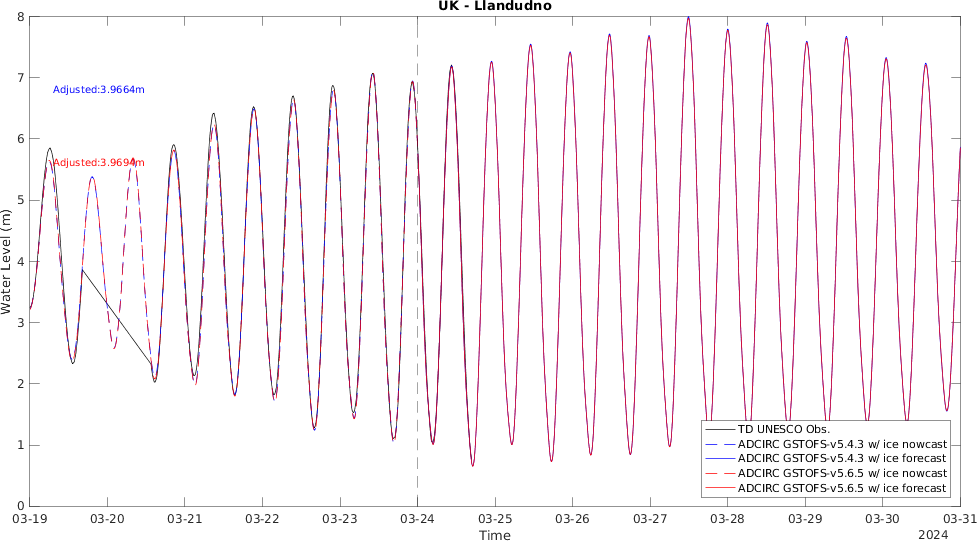 UK - Llandudno
8
7
6
5
4
3
2
1
0
Water Level (m)
Adjusted:3.9664m
Adjusted:3.9694m
TD UNESCO Obs.
ADCIRC GSTOFS-v5.4.3 w/ ice nowcast
ADCIRC GSTOFS-v5.4.3 w/ ice forecast
ADCIRC GSTOFS-v5.6.5 w/ ice nowcast
ADCIRC GSTOFS-v5.6.5 w/ ice forecast
03-19 03-20 03-21 03-22 03-23 03-24 03-25 03-26 03-27 03-28 03-29 03-30 03-31
Time
2024